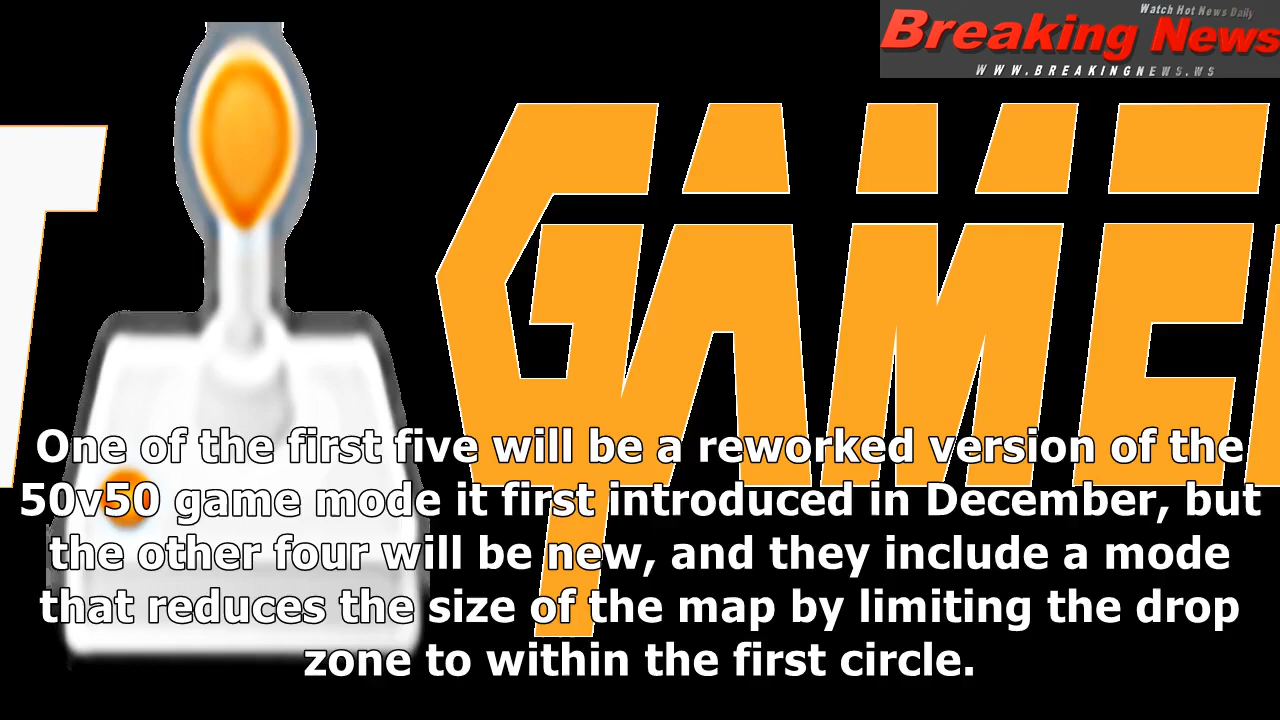 Watch Hot News Daily
Breaking News
WWW.BREAKINGNEWS.WS
T GAME
One of the first five will be a reworked version of the
50v50 game mode it first introduced in December, but
the other four will be new, and they include a mode
that reduces the size of the map by limiting the drop
zone to within the first circle.